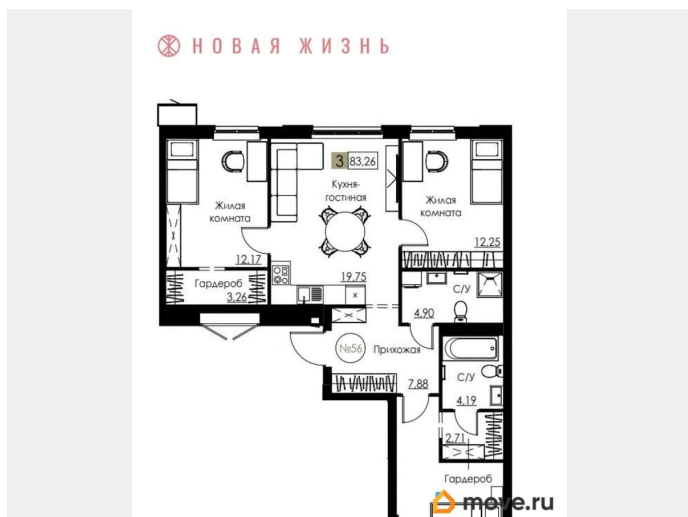 НОВАЯ ЖИЗНЬ
3 83,26
Кухня-
гостиная
Жилая
комната
12.17
Жилая
комната
12.25
Гардероб
3.26
19.75
С/У
4.90
№56
Прихожая
7.88
С/У
4.19
2.71
Гардероб
move.ru